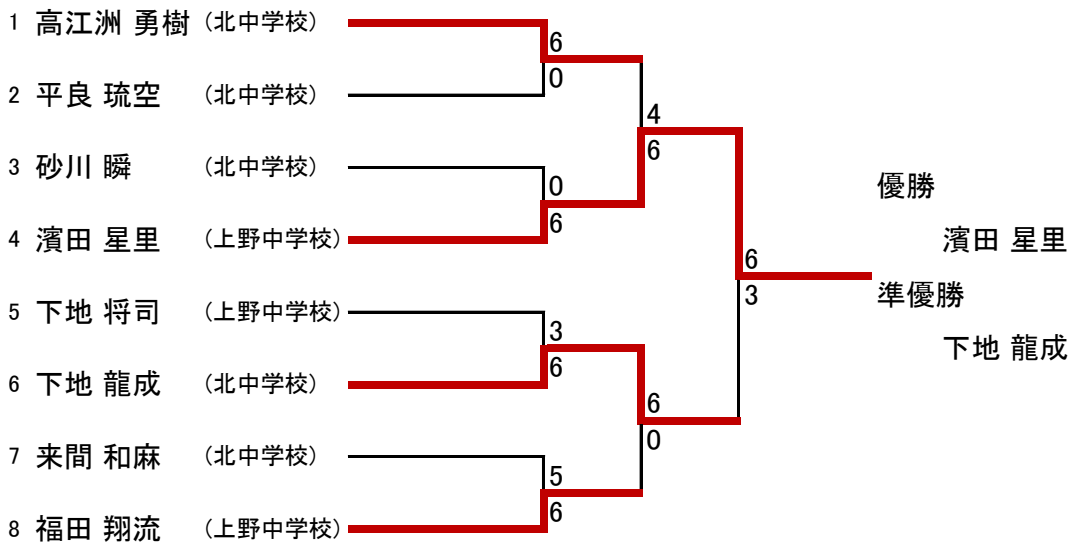 1 高江洲 勇樹 (北中学校)
6
0
2 平良 琉空 (北中学校)
4
6
3 砂川 瞬 (北中学校)
0
6
4 濱田 星里 (上野中学校)
優勝
濱田 星里
6
3
準優勝
下地 龍成
5 下地 将司 (上野中学校)
3
6
6 下地 龍成 (北中学校)
6
0
7 来間 和麻 (北中学校)
5
6
8 福田 翔流 (上野中学校)